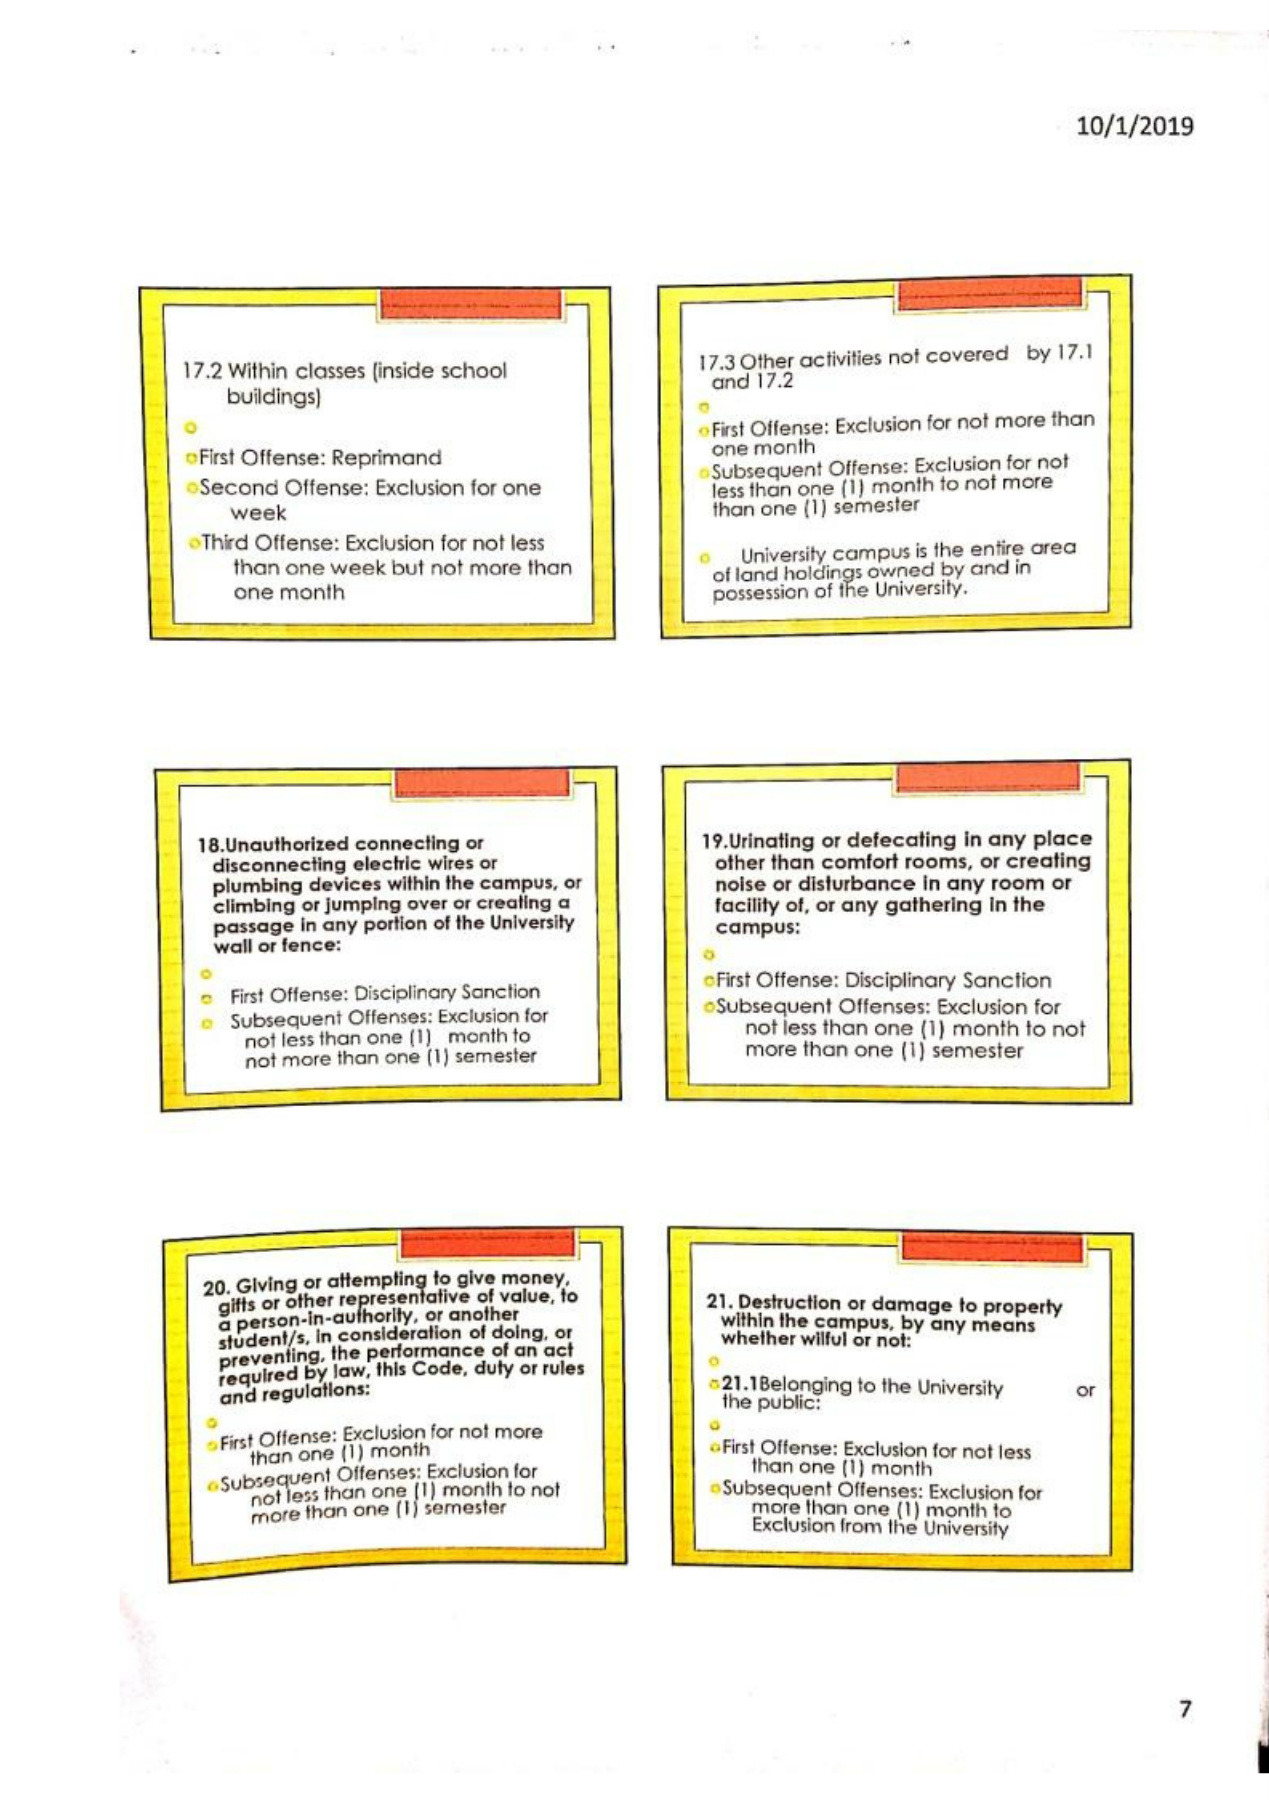 10/1/2019
17.2 Within classes (inside school
buildings)
First Offense: Reprimand
Second Offense: Exclusion for one
week
Third Offense: Exclusion for not less
than one week but not more than
one month
17.3 Other activities not covered by 17.1
and 17.2
First Offense: Exclusion for not more than
one month
Subsequent Offense: Exclusion for not
less than one (1) month to not more
than one (1) semester
University campus is the entire area
of land holdings owned by and in
possession of the University.
18.Unauthorized connecting or
disconnecting electric wires or
plumbing devices within the campus, or
climbing or jumping over or creating a
passage in any portion of the University
wall or fence:
First Offense: Disciplinary Sanction
Subsequent Offenses: Exclusion for
not less than one (1) month to
not more than one (1) semester
19.Urinating or defecating in any place
other than comfort rooms, or creating
noise or disturbance in any room or
facility of, or any gathering in the
campus:
First Offense: Disciplinary Sanction
Subsequent Offenses: Exclusion for
not less than one (1) month to not
more than one (1) semester
20. Giving or attempting to give money,
gifts or other representative of value, to
a person-in-authority, or another
student/s, in consideration of doing, or
preventing, the performance of an act
required by law, this Code, duty or rules
and regulations:
First Offense: Exclusion for not more
than one (1) month
Subsequent Offenses: Exclusion for
not less than one (1) month to not
more than one (1) semester
21. Destruction or damage to property
within the campus, by any means
whether wilful or not:
21.1Belonging to the University or
the public:
First Offense: Exclusion for not less
than one (1) month
Subsequent Offenses: Exclusion for
more than one (1) month to
Exclusion from the University
7